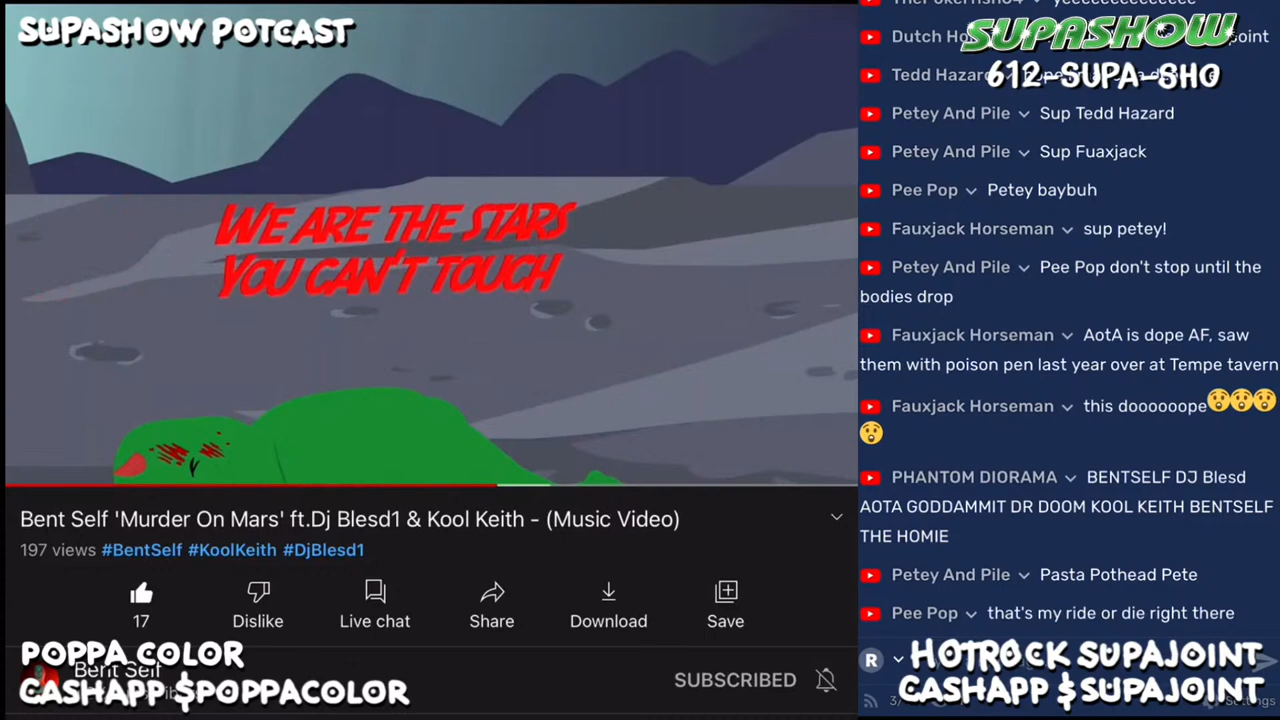 SUPASHOW POTCAST
WE ARE THE STARS
YOU CAN'T TOUCH
Bent Self 'Murder On Mars' ft.Dj Blesd1 & Kool Keith - (Music Video)
197 views #BentSelf #KoolKeith #DjBlesd1
17
Dislike
Live chat
Share
Download
Save
POPPA COLOR
Bent Self
CASHAPP $POPPACOLOR
SUBSCRIBED
SUPASHOW
612-SUPA-SHO
Dutch
Tedd Hazard
Petey And Pile Sup Tedd Hazard
Petey And Pile Sup Fuaxjack
Pee Pop Petey baybuh
Fauxjack Horseman sup petey!
Petey And Pile Pee Pop don't stop until the
bodies drop
Fauxjack Horseman AotA is dope AF, saw
them with poison pen last year over at Tempe tavern
Fauxjack Horseman this doooooope😲😲😲
😲
PHANTOM DIORAMA BENTSELF DJ Blesd
AOTA GODDAMMIT DR DOOM KOOL KEITH BENTSELF
THE HOMIE
Petey And Pile Pasta Pothead Pete
Pee Pop that's my ride or die right there
R
HOTROCK SUPAJOINT
CASHAPP $SUPAJOINT
Settings